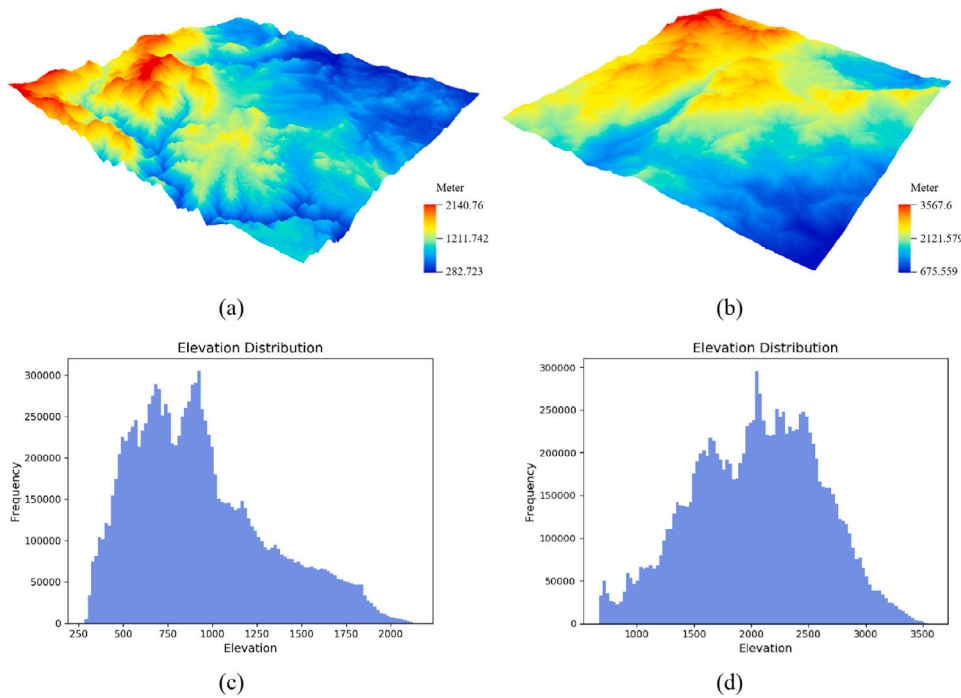 Meter
2140.76
1211.742
282.723
Meter
3567.6
2121.579
675.559
(a)
(b)
Elevation Distribution
300000
250000
200000
150000
100000
50000
0
Frequency
250 500 750 1000 1250 1500 1750 2000
Elevation
Elevation Distribution
300000
250000
200000
150000
100000
50000
0
Frequency
1000 1500 2000 2500 3000 3500
Elevation
(c)
(d)